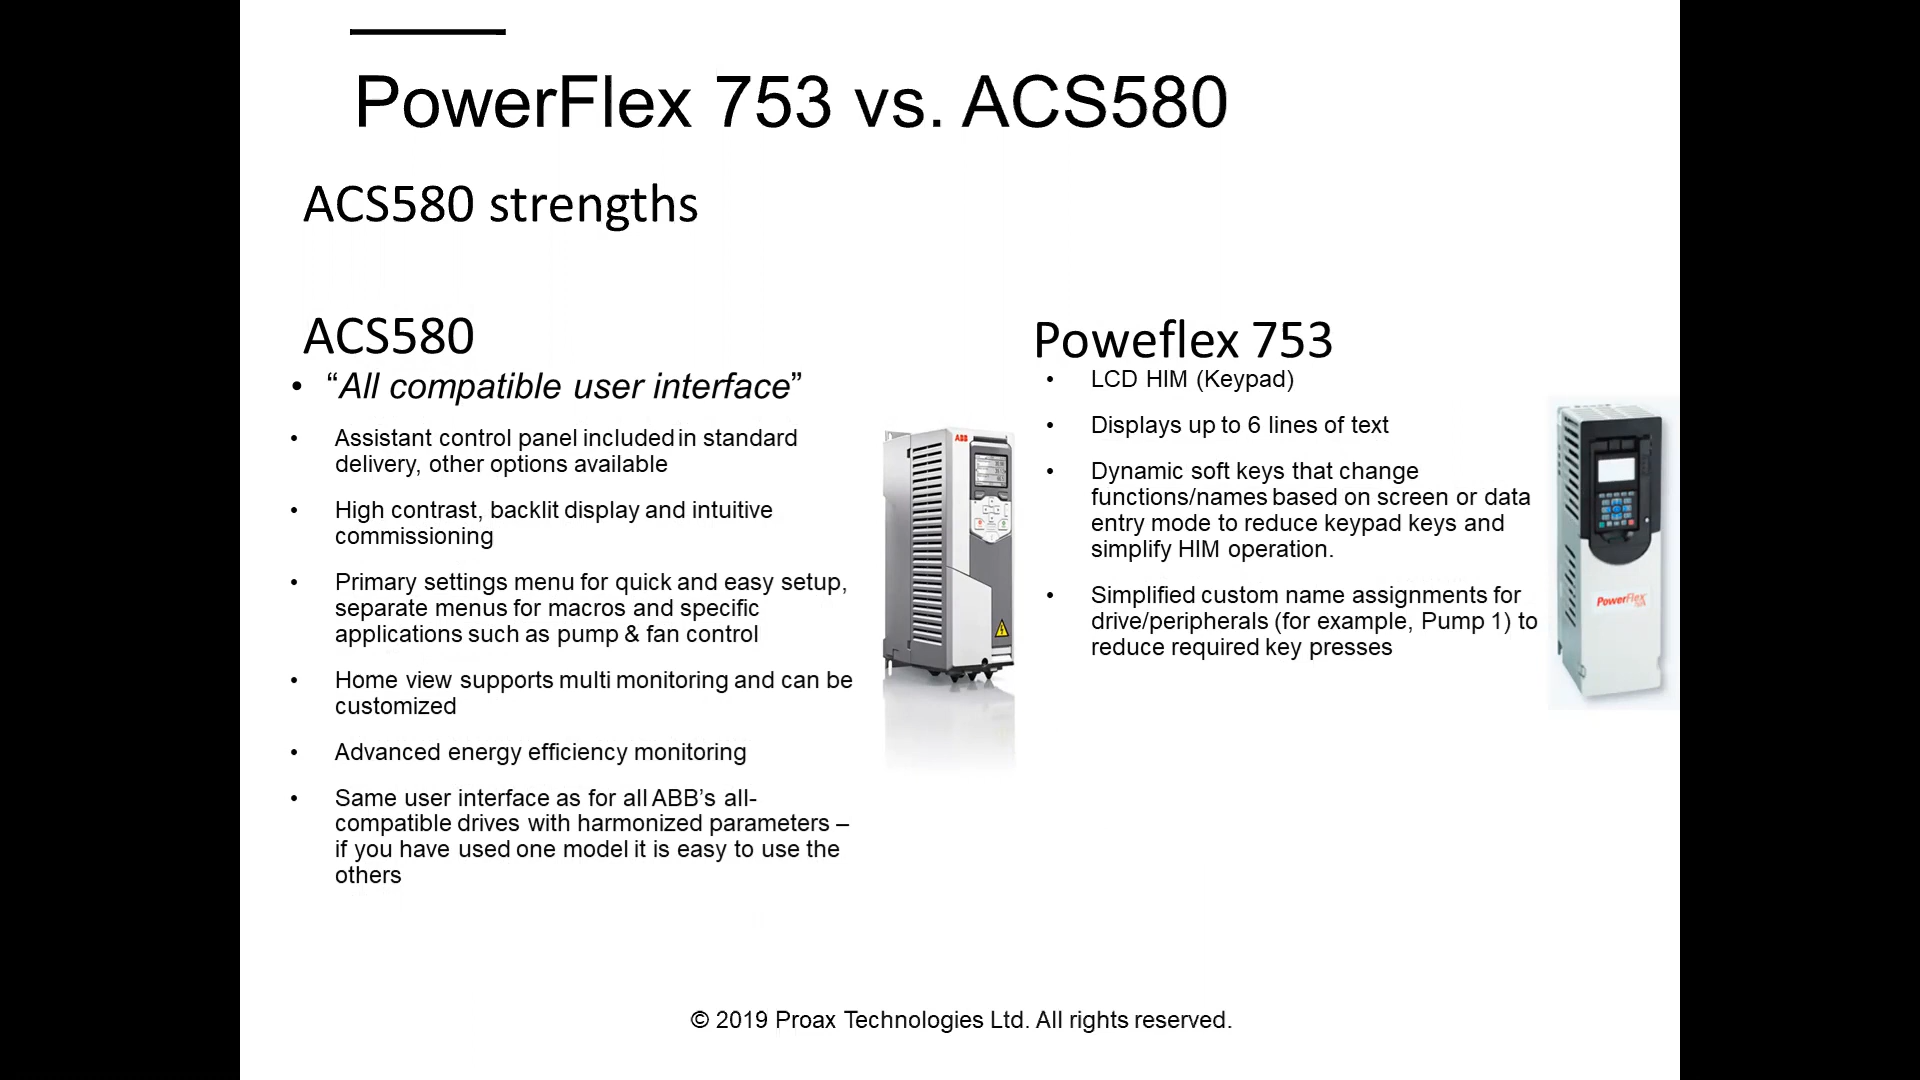 PowerFlex 753 vs. ACS580
ACS580 strengths
ACS580
• “All compatible user interface”
• Assistant control panel included in standard
delivery, other options available
• High contrast, backlit display and intuitive
commissioning
• Primary settings menu for quick and easy setup,
separate menus for macros and specific
applications such as pump & fan control
• Home view supports multi monitoring and can be
customized
• Advanced energy efficiency monitoring
• Same user interface as for all ABB’s all-
compatible drives with harmonized parameters –
if you have used one model it is easy to use the
others
ABB
Poweflex 753
• LCD HIM (Keypad)
• Displays up to 6 lines of text
• Dynamic soft keys that change
functions/names based on screen or data
entry mode to reduce keypad keys and
simplify HIM operation.
• Simplified custom name assignments for
drive/peripherals (for example, Pump 1) to
reduce required key presses
PowerFlex
© 2019 Proax Technologies Ltd. All rights reserved.